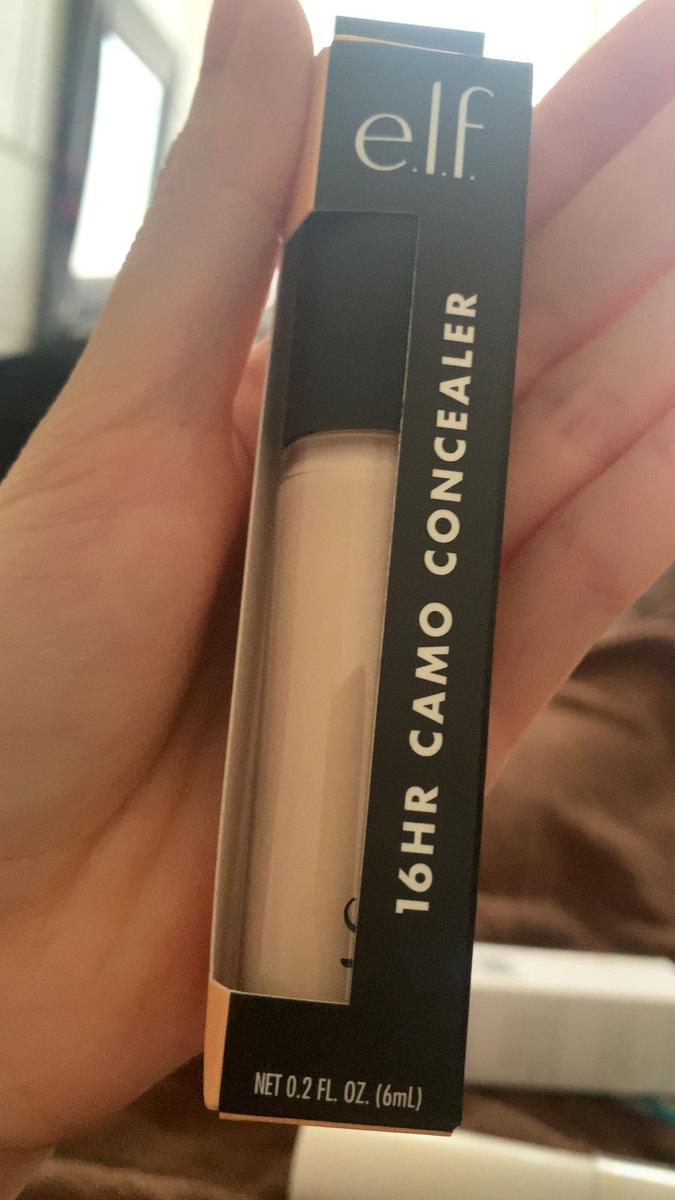 e.l.f.
16HR CAMO CONCEALER
NET 0.2 FL. OZ. (6mL)